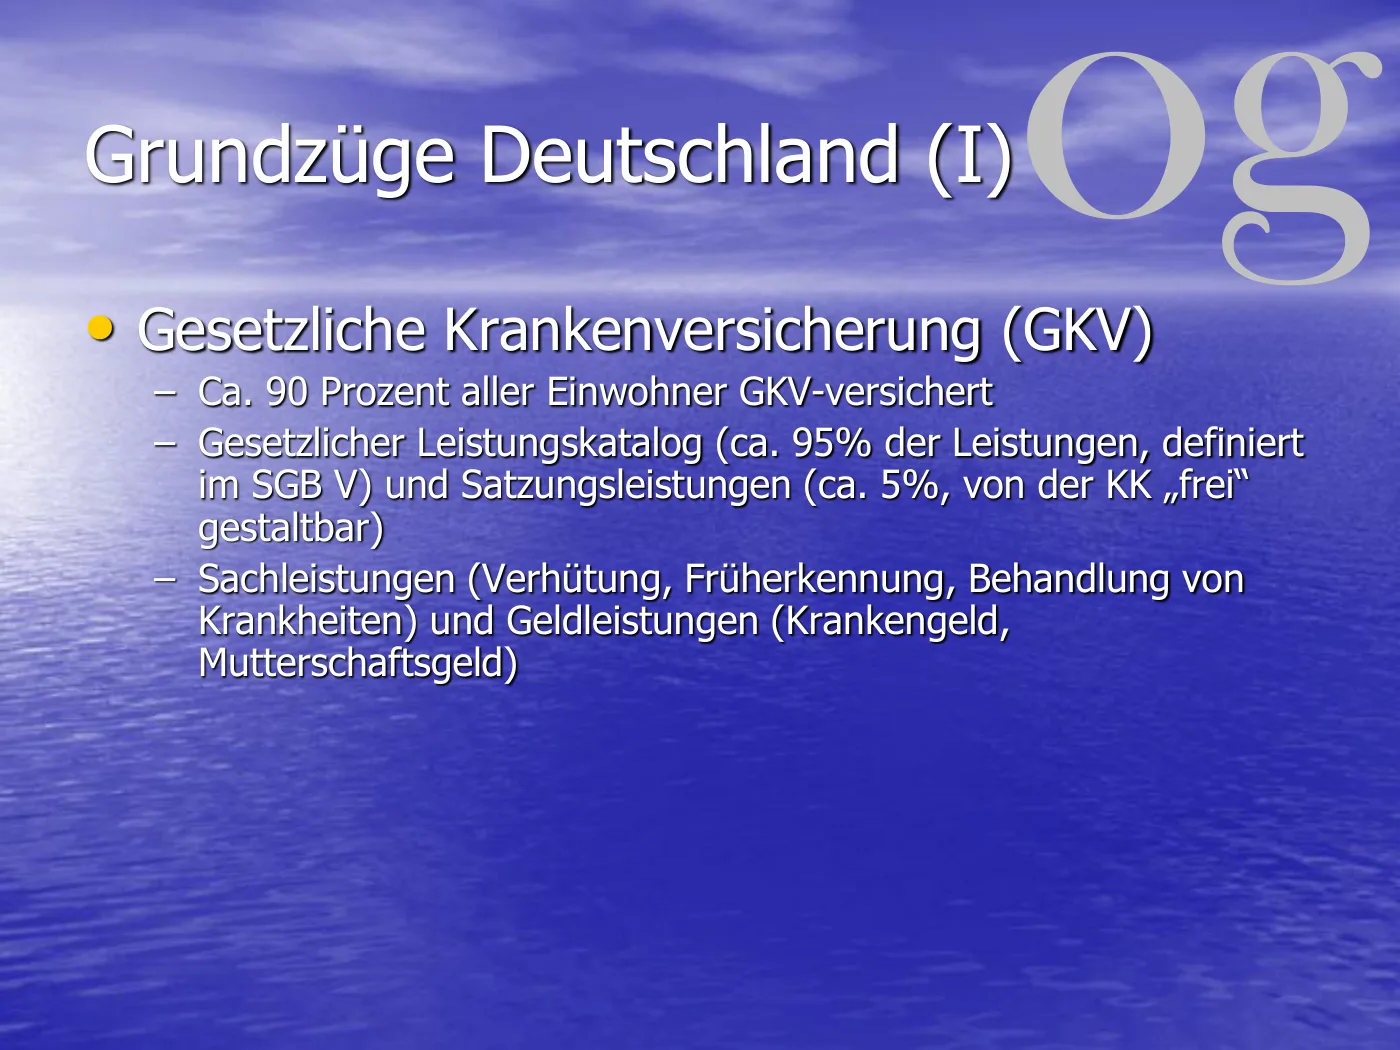 og
Grundzüge Deutschland (I)
• Gesetzliche Krankenversicherung (GKV)
– Ca. 90 Prozent aller Einwohner GKV-versichert
– Gesetzlicher Leistungskatalog (ca. 95% der Leistungen, definiert
im SGB V) und Satzungsleistungen (ca. 5%, von der KK „frei“
gestaltbar)
– Sachleistungen (Verhütung, Früherkennung, Behandlung von
Krankheiten) und Geldleistungen (Krankengeld,
Mutterschaftsgeld)